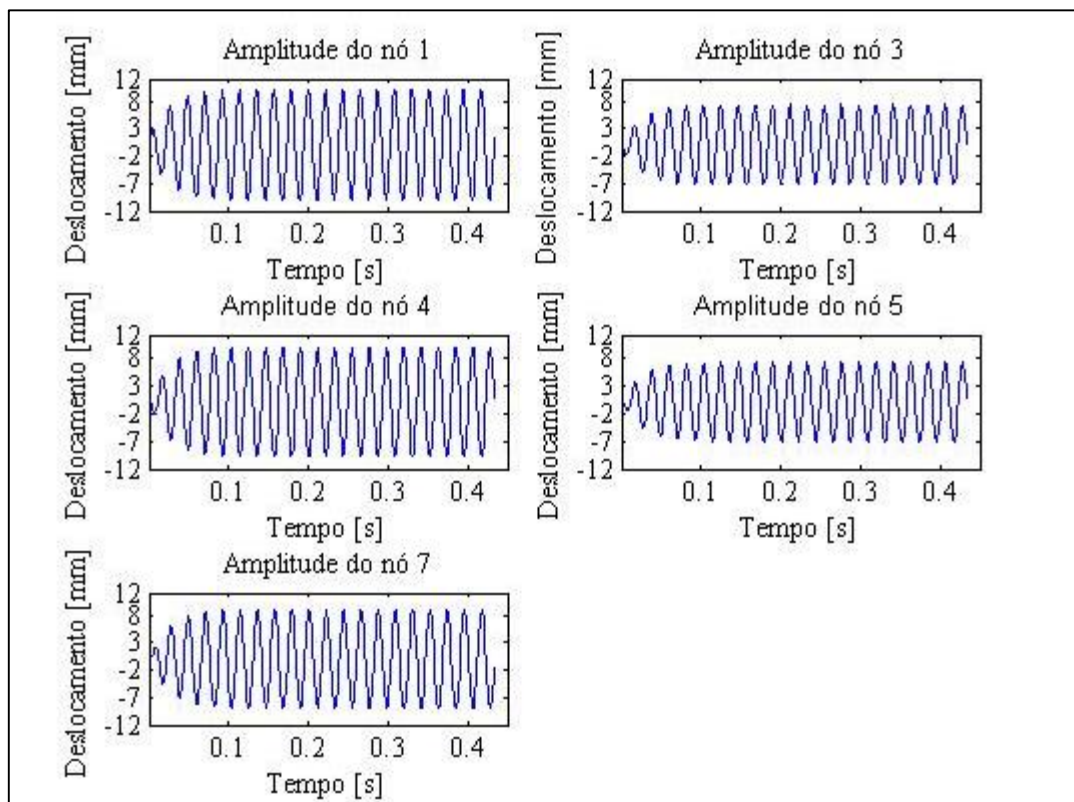 Amplitude do nó 1
Deslocamento [mm]
12
8
3
-2
-7
-12
0.1 0.2 0.3 0.4
Tempo [s]
Amplitude do nó 3
Deslocamento [mm]
12
8
3
-2
-7
-12
0.1 0.2 0.3 0.4
Tempo [s]
Amplitude do nó 4
Deslocamento [mm]
12
8
3
-2
-7
-12
0.1 0.2 0.3 0.4
Tempo [s]
Amplitude do nó 5
Deslocamento [mm]
12
8
3
-2
-7
-12
0.1 0.2 0.3 0.4
Tempo [s]
Amplitude do nó 7
Deslocamento [mm]
12
8
3
-2
-7
-12
0.1 0.2 0.3 0.4
Tempo [s]